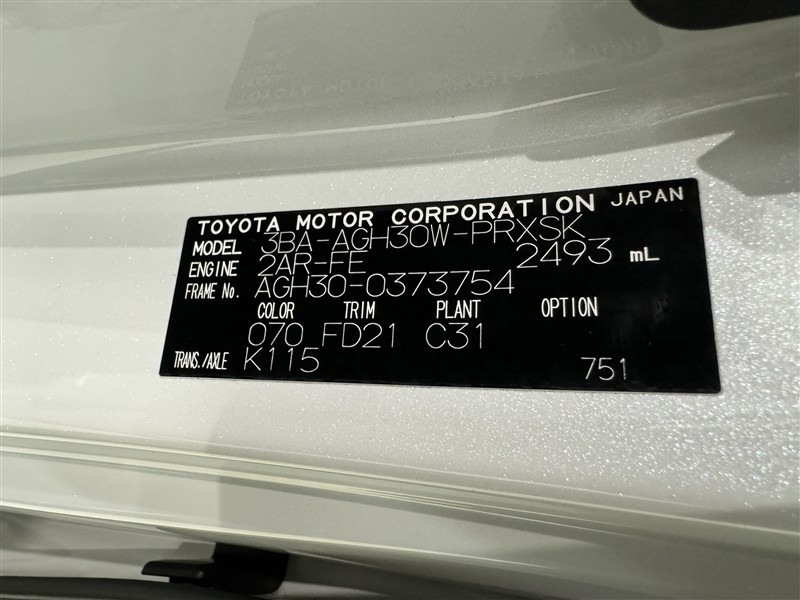 TOYOTA MOTOR CORPORATION JAPAN
MODEL 3BA-AGH30W-PRXSK
ENGINE 2AR-FE 2493 mL
FRAME No. AGH30-0373754
COLOR TRIM PLANT OPTION
070 FD21 C31
TRANS./AXLE K115 751